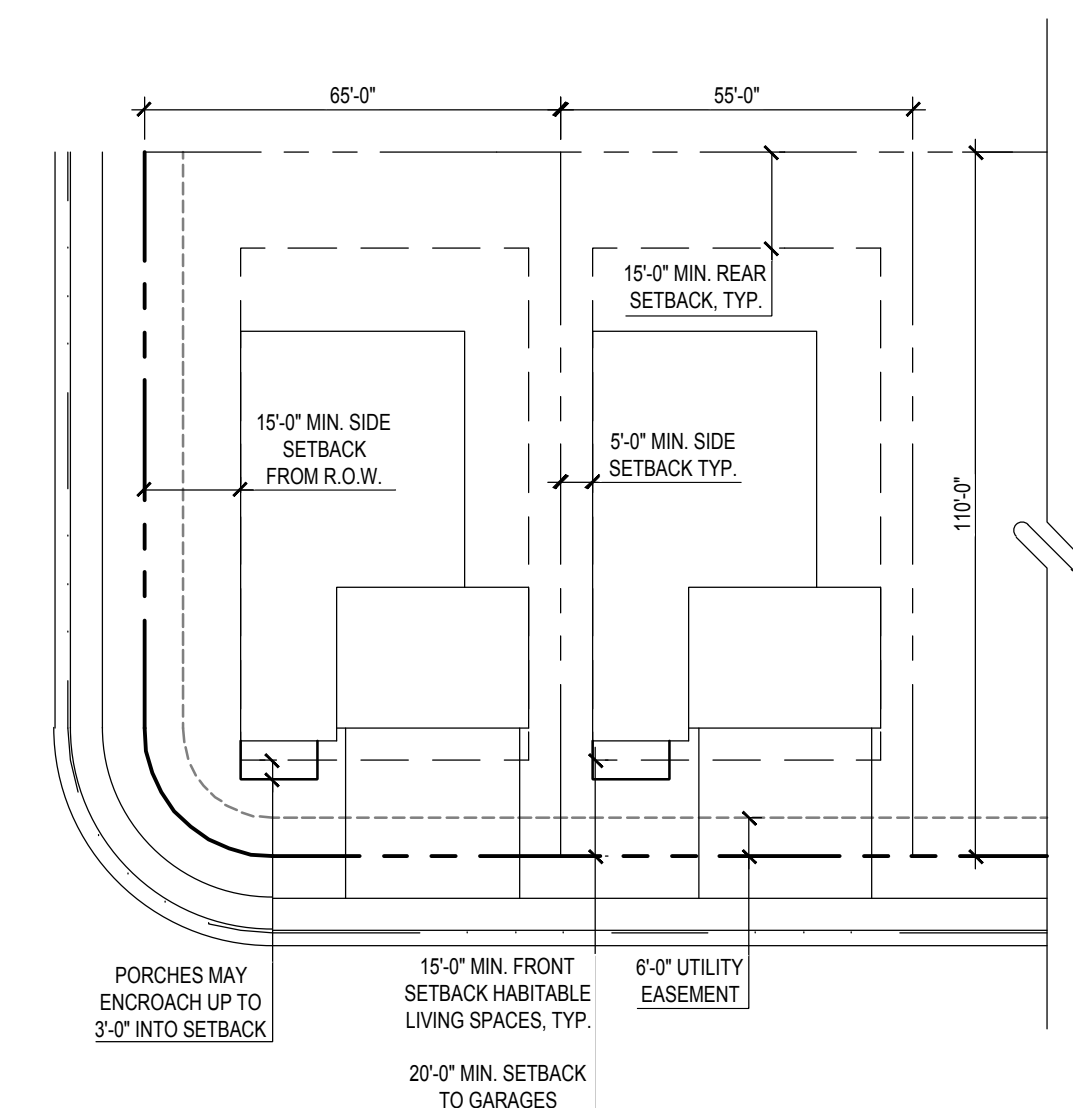 65'-0"
55'-0"
15'-0" MIN. REAR
SETBACK, TYP.
15'-0" MIN. SIDE
SETBACK
FROM R.O.W.
5'-0" MIN. SIDE
SETBACK TYP.
110'-0"
PORCHES MAY
ENCROACH UP TO
3'-0" INTO SETBACK
15'-0" MIN. FRONT
SETBACK HABITABLE
LIVING SPACES, TYP.
20'-0" MIN. SETBACK
TO GARAGES
6'-0" UTILITY
EASEMENT